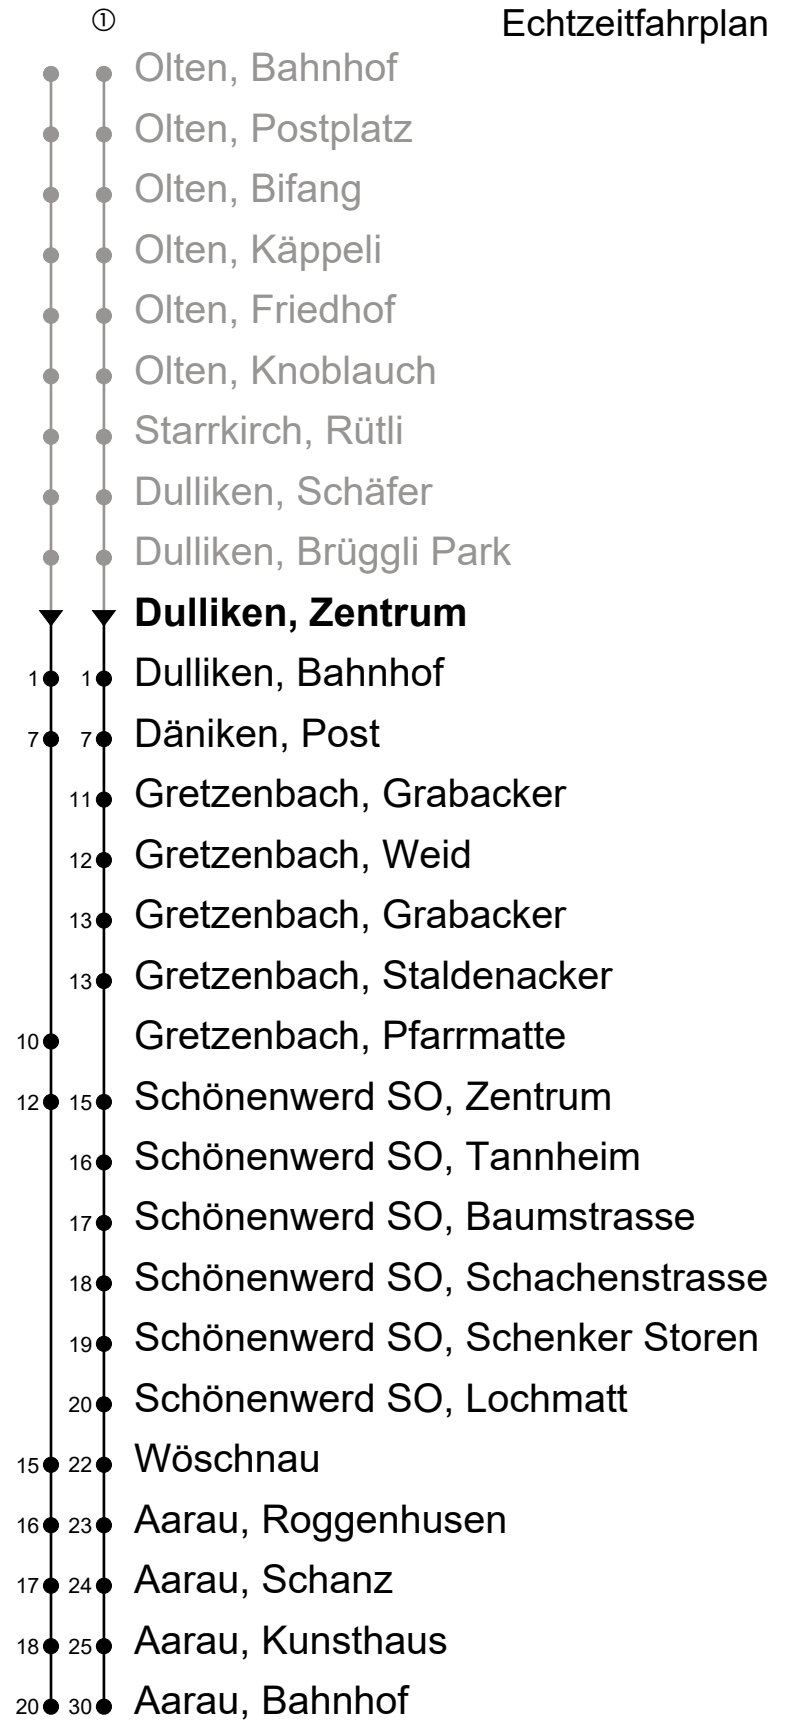 ① Echtzeitfahrplan
Olten, Bahnhof
Olten, Postplatz
Olten, Bifang
Olten, Käppeli
Olten, Friedhof
Olten, Knoblauch
Starrkirch, Rütli
Dulliken, Schäfer
Dulliken, Brüggli Park
Dulliken, Zentrum
1 1 Dulliken, Bahnhof
7 7 Däniken, Post
11 Gretzenbach, Grabacker
12 Gretzenbach, Weid
13 Gretzenbach, Grabacker
13 Gretzenbach, Staldenacker
10 Gretzenbach, Pfarrmatte
12 15 Schönenwerd SO, Zentrum
16 Schönenwerd SO, Tannheim
17 Schönenwerd SO, Baumstrasse
18 Schönenwerd SO, Schachenstrasse
19 Schönenwerd SO, Schenker Storen
20 Schönenwerd SO, Lochmatt
15 22 Wöschnau
16 23 Aarau, Roggenhusen
17 24 Aarau, Schanz
18 25 Aarau, Kunsthaus
20 30 Aarau, Bahnhof